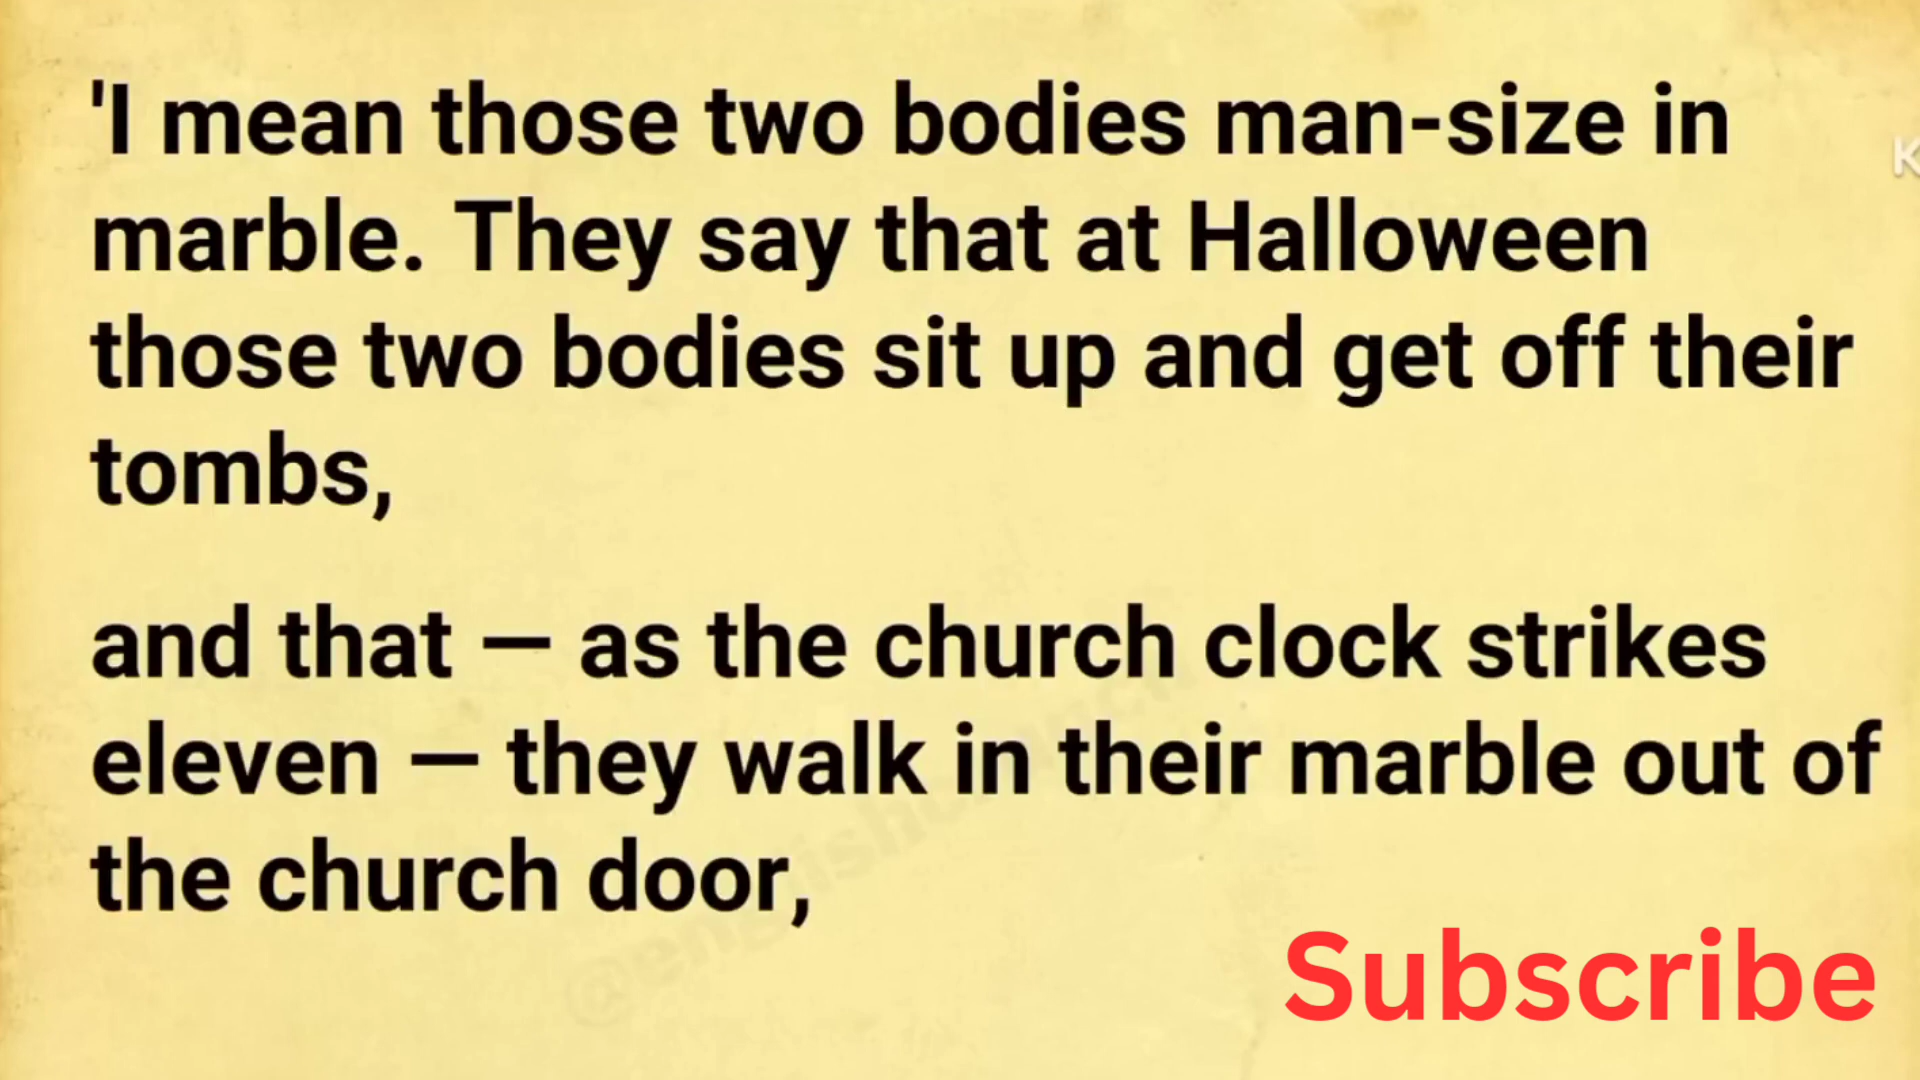 'I mean those two bodies man-size in
marble. They say that at Halloween
those two bodies sit up and get off their
tombs,
and that — as the church clock strikes
eleven — they walk in their marble out of
the church door,
Subscribe